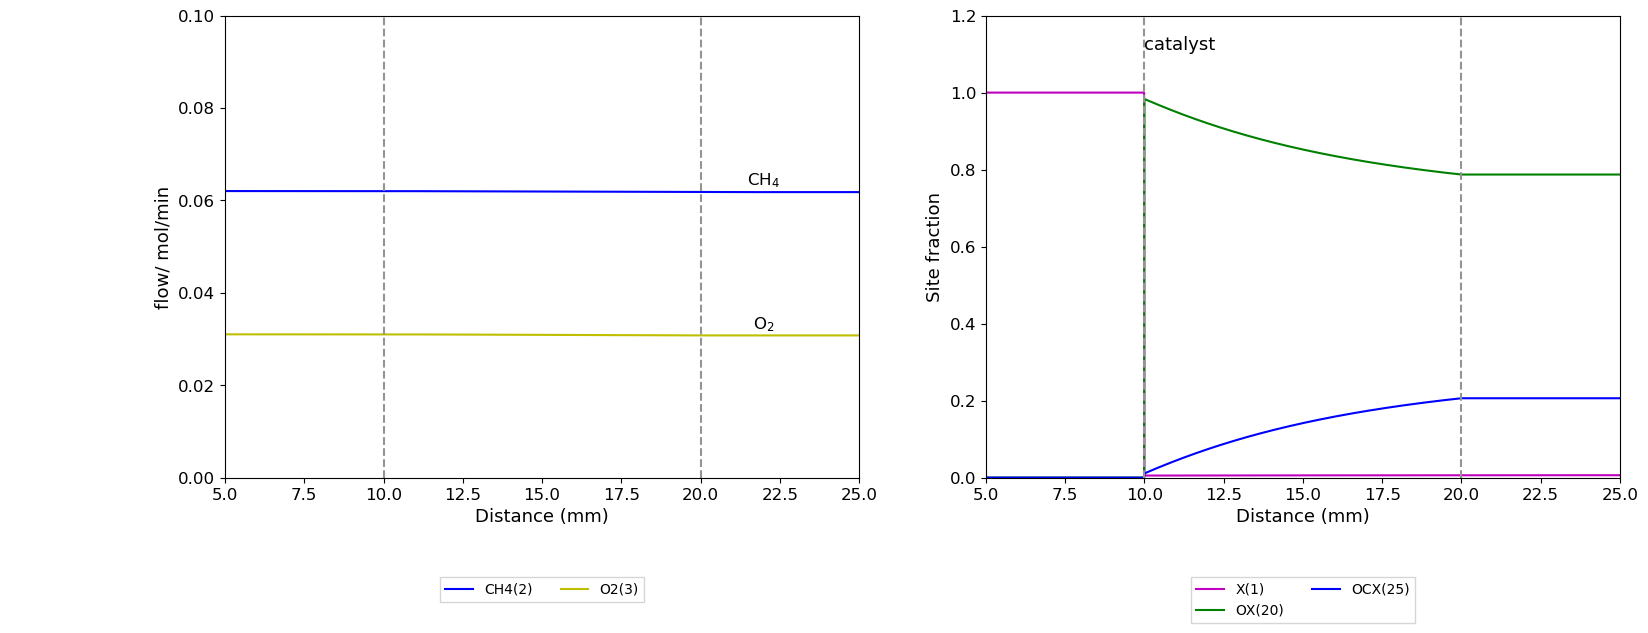 0.10
0.08
0.06
0.04
0.02
0.00
flow/ mol/min
CH4
O2
5.0 7.5 10.0 12.5 15.0 17.5 20.0 22.5 25.0
Distance (mm)
CH4(2) O2(3)
1.2
1.0
0.8
0.6
0.4
0.2
0.0
Site fraction
catalyst
5.0 7.5 10.0 12.5 15.0 17.5 20.0 22.5 25.0
Distance (mm)
X(1) OCX(25)
OX(20)